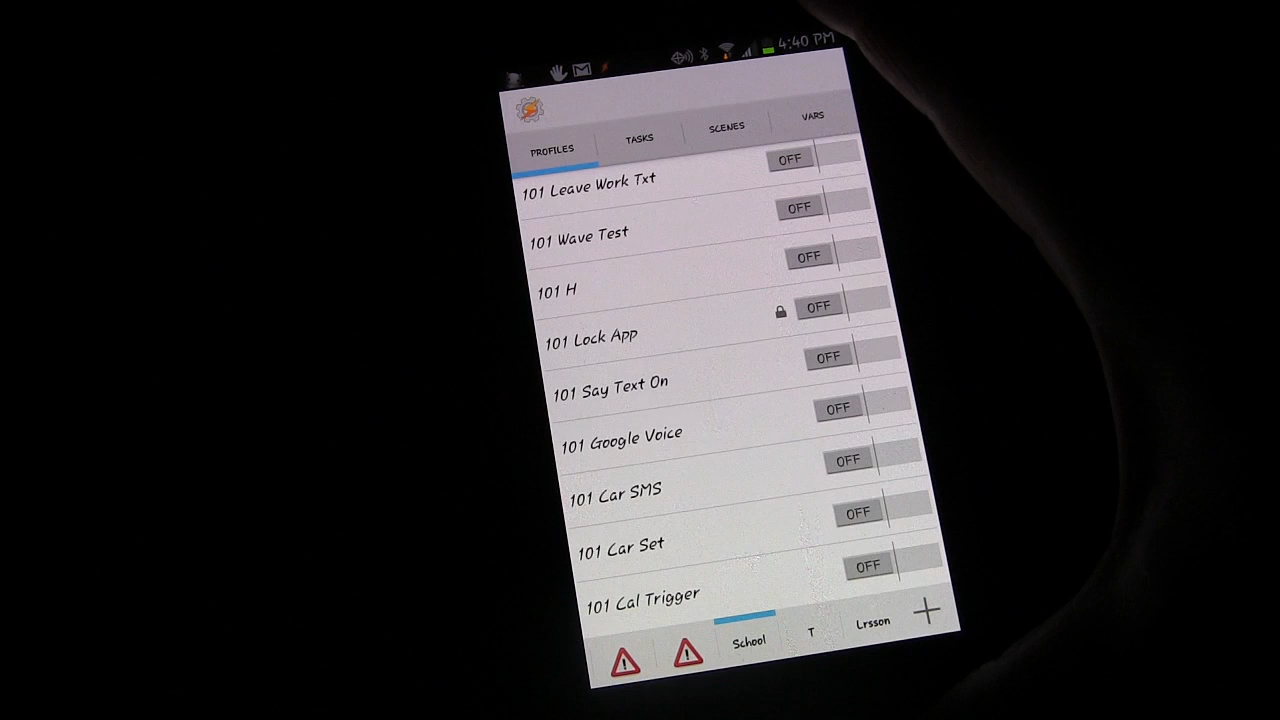 4:40 PM
PROFILES TASKS SCENES VARS
101 Leave Work Txt OFF
101 Wave Test OFF
101 H OFF
101 Lock App OFF
101 Say Text On OFF
101 Google Voice OFF
101 Car SMS OFF
101 Car Set OFF
101 Cal Trigger OFF
School T Lrsson +